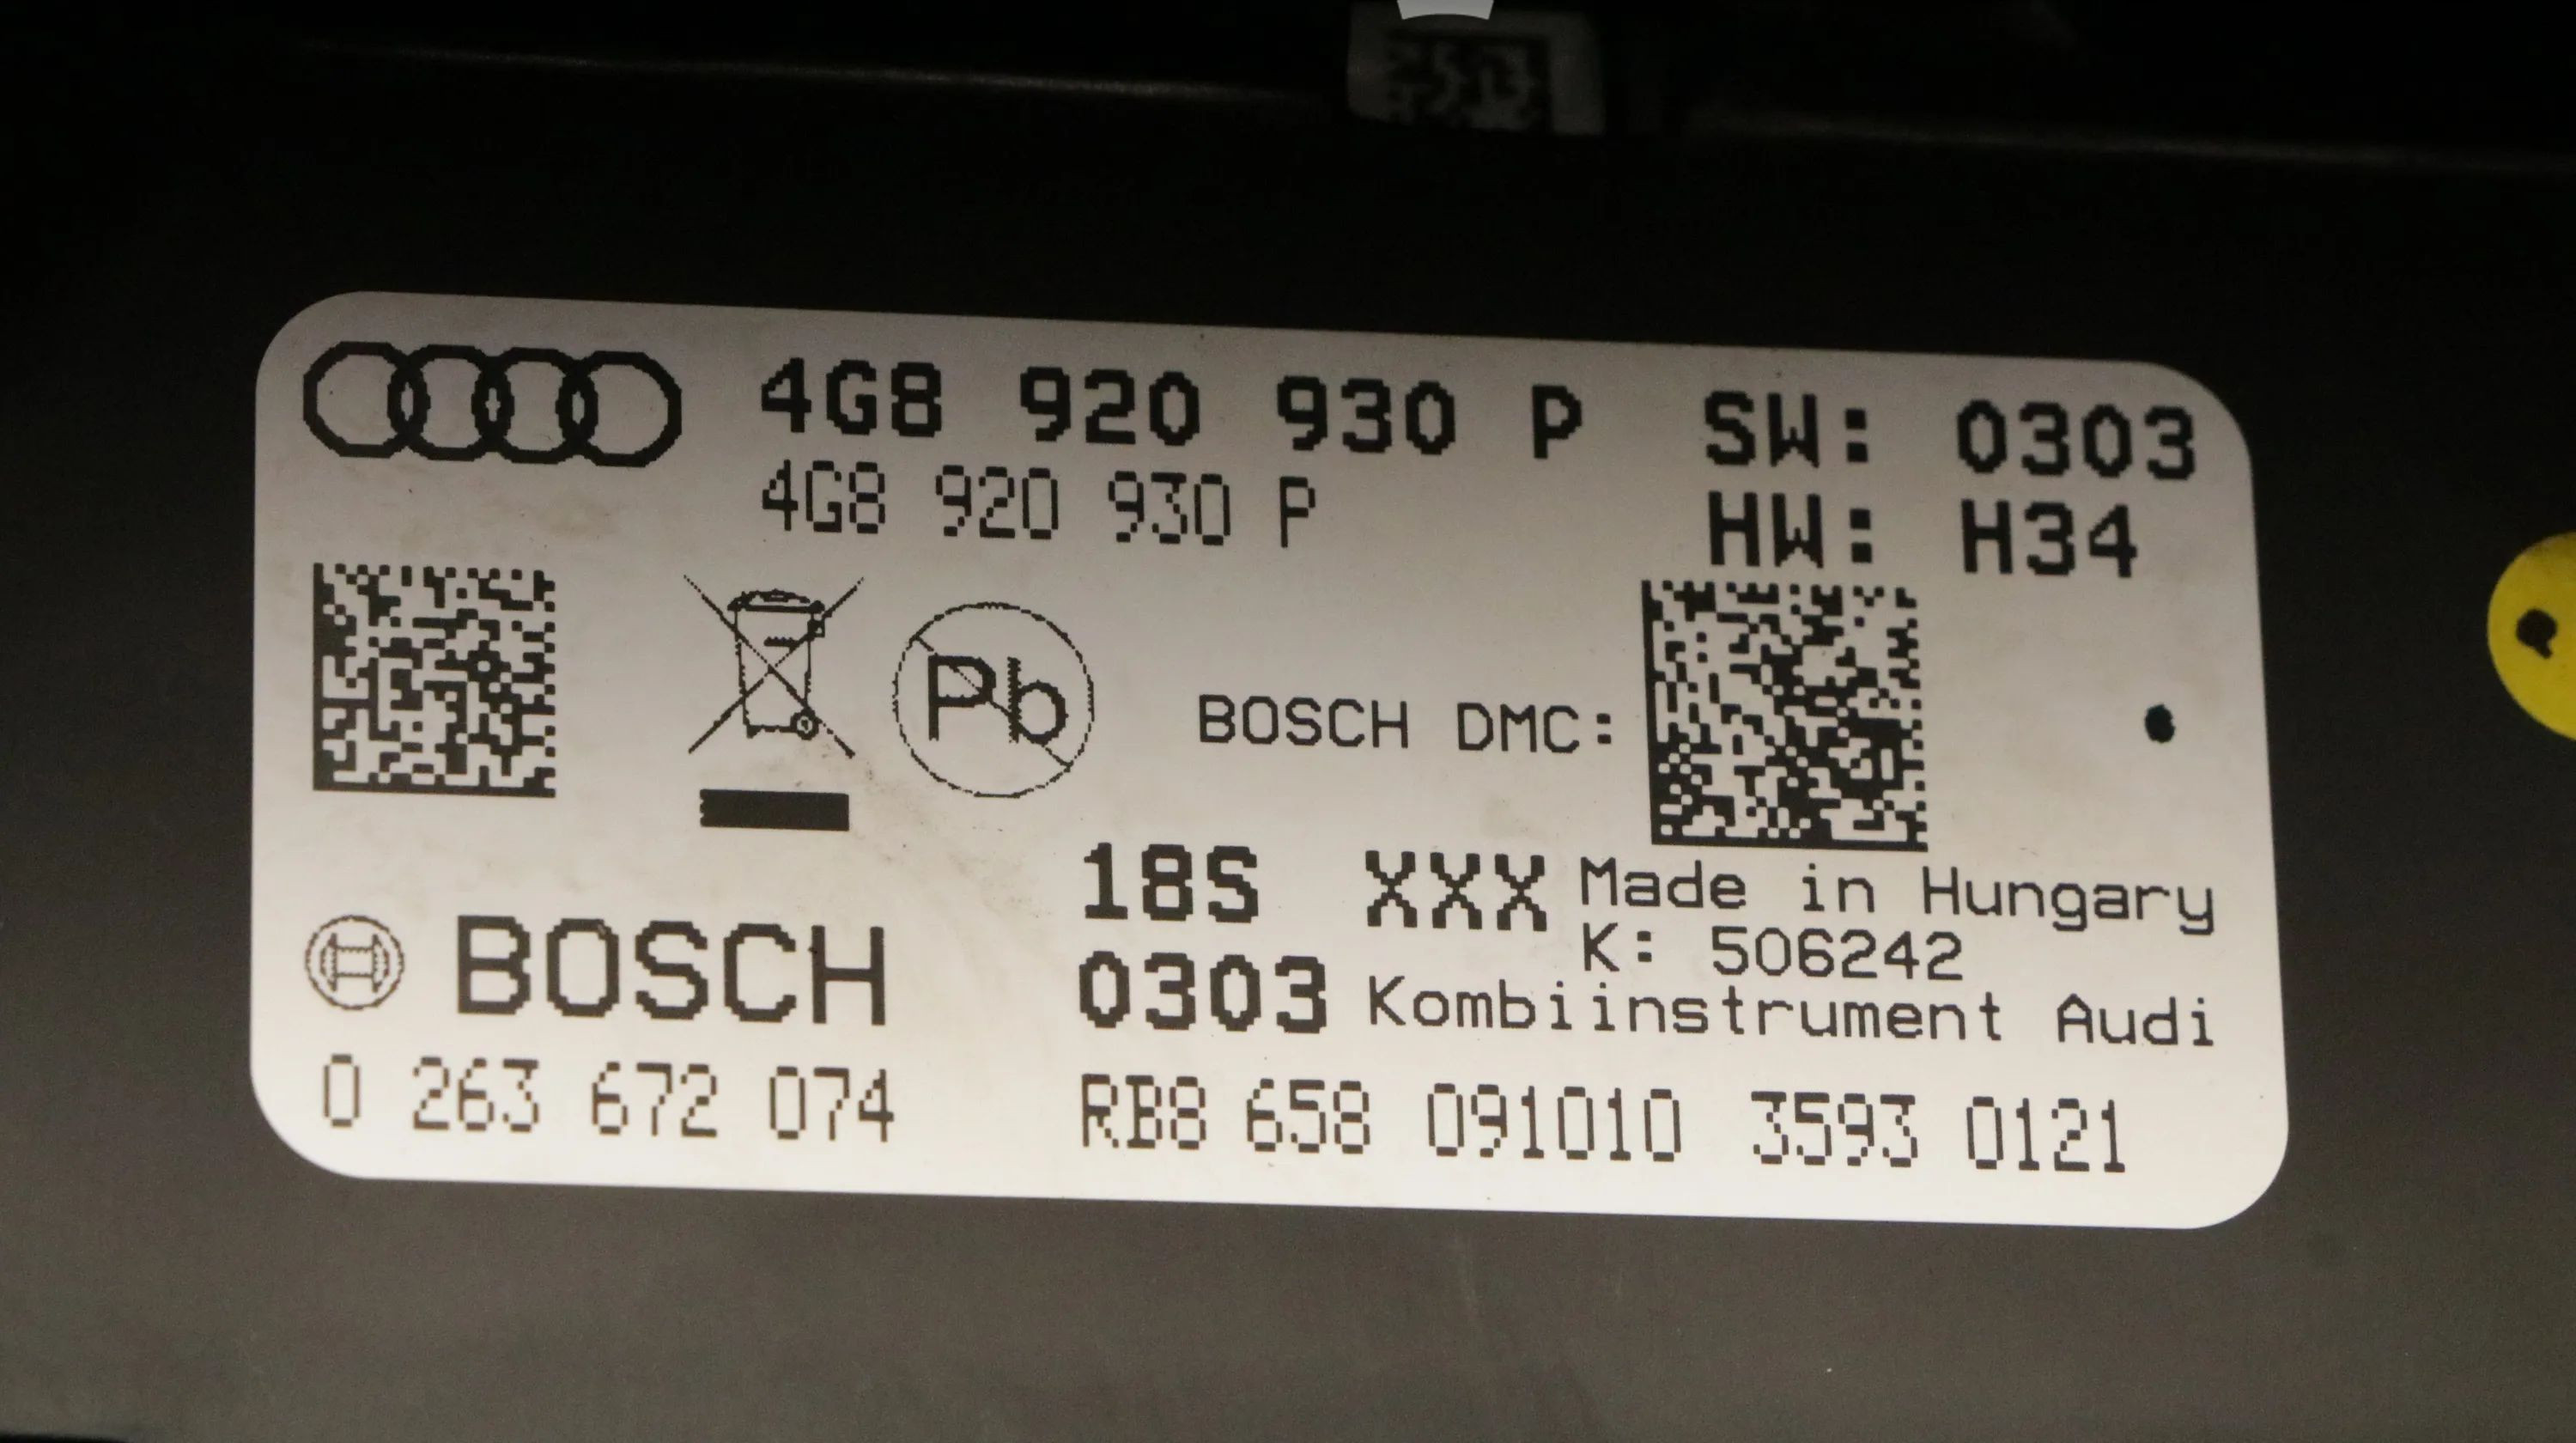 4G8 920 930 P SW: 0303
4G8 920 930 P HW: H34
Pb
BOSCH DMC:
18S XXX Made in Hungary
K: 506242
BOSCH 0303 Kombiinstrument Audi
0 263 672 074 RB8 658 091010 3593 0121